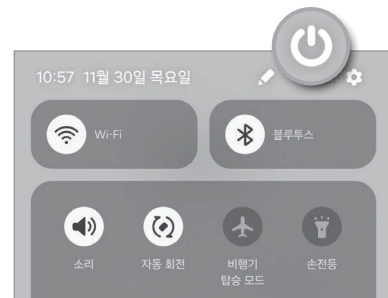 10:57 11월 30일 목요일
Wi-Fi
블루투스
소리
자동 회전
비행기
탑승 모드
손전등